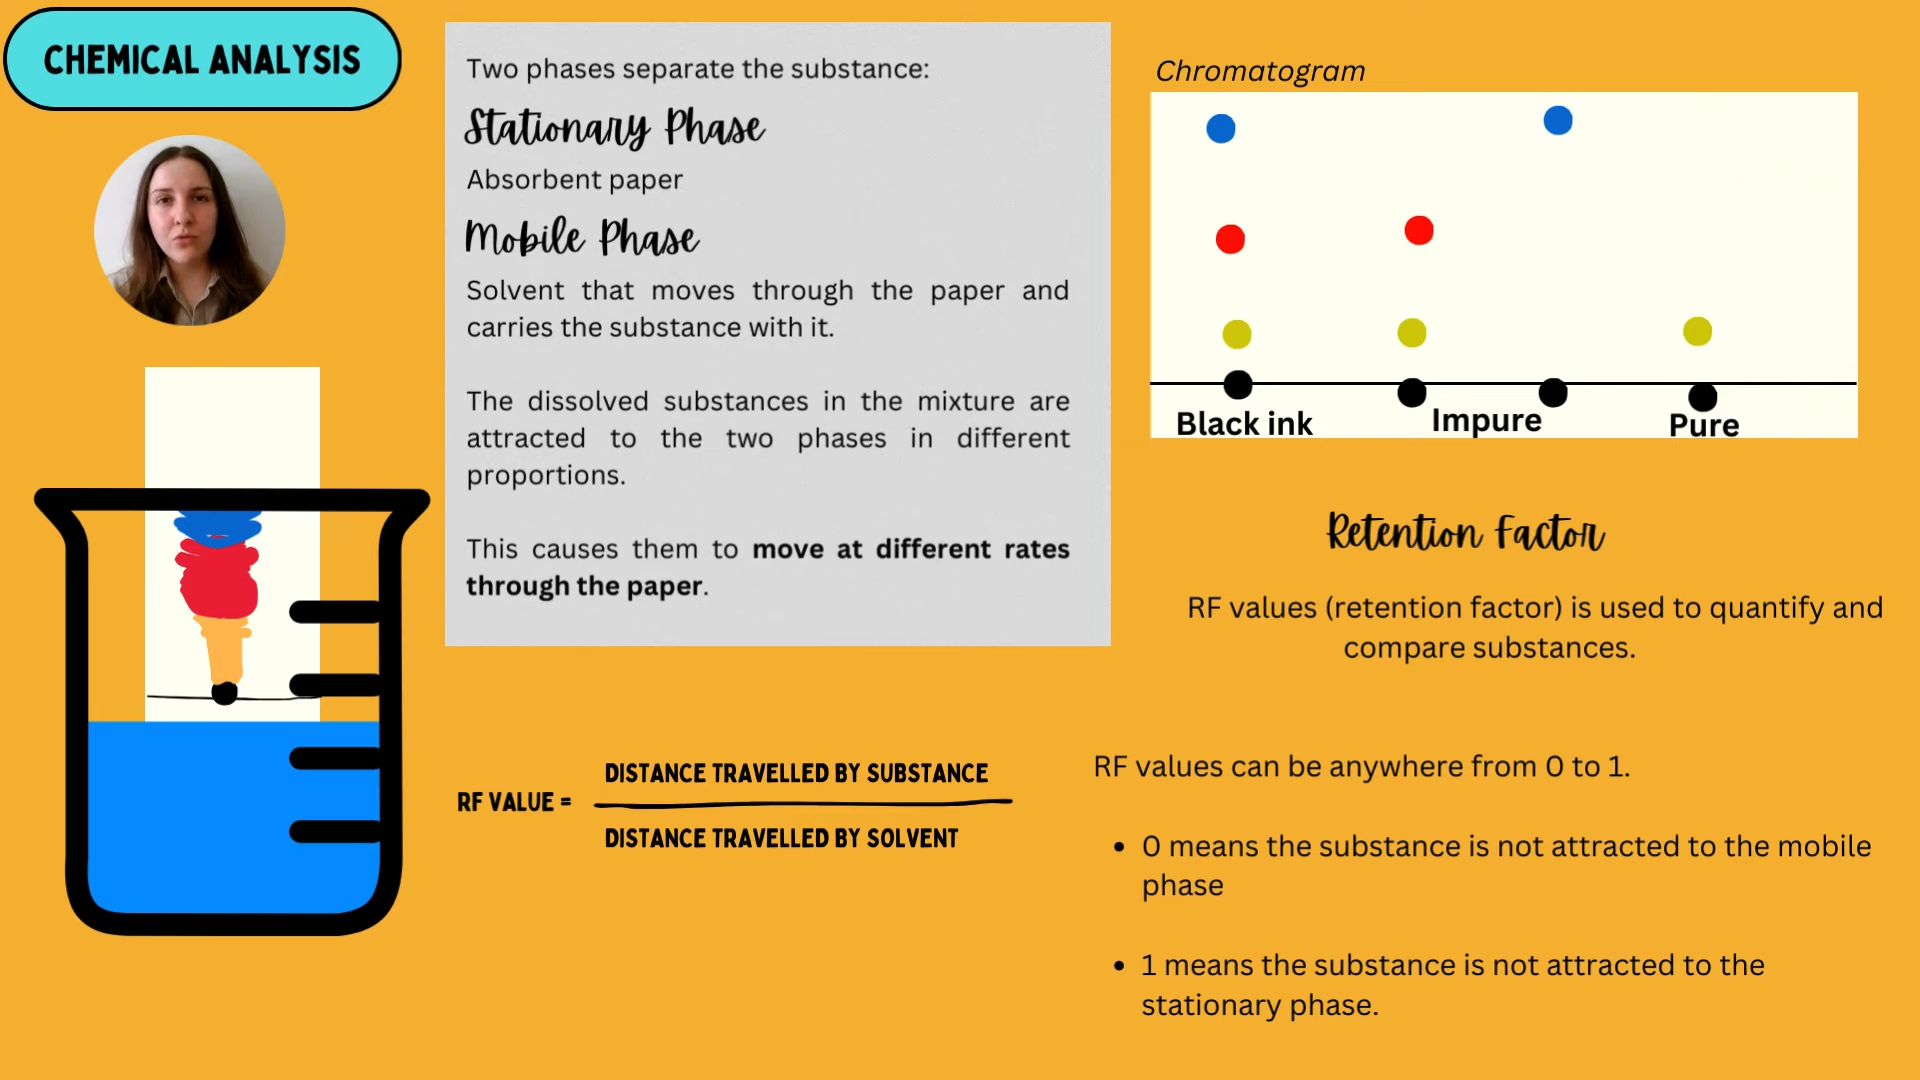 CHEMICAL ANALYSIS
Two phases separate the substance:
Stationary Phase
Absorbent paper
Mobile Phase
Solvent that moves through the paper and
carries the substance with it.
The dissolved substances in the mixture are
attracted to the two phases in different
proportions.
This causes them to move at different rates
through the paper.
RF VALUE =
DISTANCE TRAVELLED BY SUBSTANCE
DISTANCE TRAVELLED BY SOLVENT
Chromatogram
Black ink
Impure
Pure
Retention Factor
RF values (retention factor) is used to quantify and
compare substances.
RF values can be anywhere from 0 to 1.
• 0 means the substance is not attracted to the mobile
phase
• 1 means the substance is not attracted to the
stationary phase.